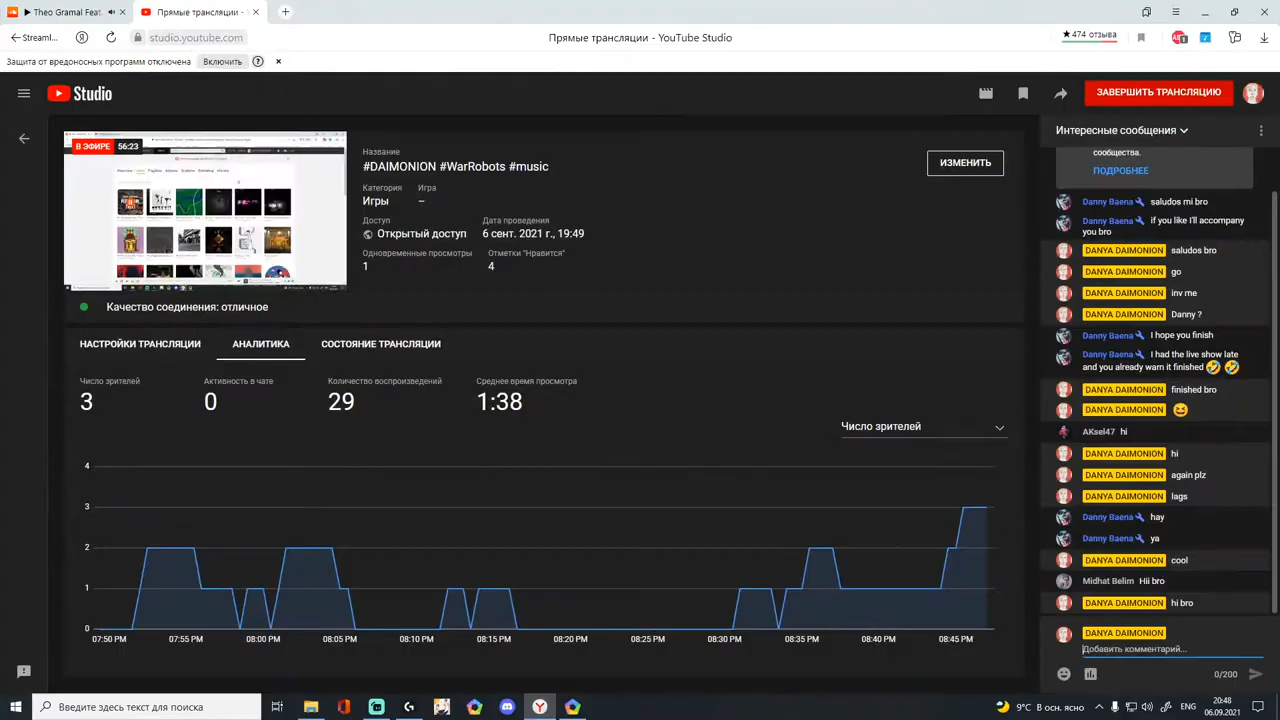 Theo Gramal Feat.
Прямые трансляции -
Streaml...
studio.youtube.com
Прямые трансляции - YouTube Studio
★474 отзыва
Защита от вредоносных программ отключена
Включить
?
Studio
ЗАВЕРШИТЬ ТРАНСЛЯЦИЮ
В ЭФИРЕ 56:23
Название
#DAIMONION #WarRobots #music
ИЗМЕНИТЬ
Категория Игра
Игры –
Доступ Дата проведения
Открытый доступ 6 сент. 2021 г., 19:49
Одновременные просмотры Отметки "Нравится"
1 4
Качество соединения: отличное
НАСТРОЙКИ ТРАНСЛЯЦИИ АНАЛИТИКА СОСТОЯНИЕ ТРАНСЛЯЦИИ
Число зрителей Активность в чате Количество воспроизведений Среднее время просмотра
3 0 29 1:38
Число зрителей
4
3
2
1
0
07:50 PM 07:55 PM 08:00 PM 08:05 PM 08:10 PM 08:15 PM 08:20 PM 08:25 PM 08:30 PM 08:35 PM 08:40 PM 08:45 PM
Интересные сообщения
сообщества.
ПОДРОБНЕЕ
Danny Baena saludos mi bro
Danny Baena if you like I'll accompany
you bro
DANYA DAIMONION saludos bro
DANYA DAIMONION go
DANYA DAIMONION inv me
DANYA DAIMONION Danny ?
Danny Baena I hope you finish
Danny Baena I had the live show late
and you already warn it finished 🤣 🤣
DANYA DAIMONION finished bro
DANYA DAIMONION 😆
AKsel47 hi
DANYA DAIMONION hi
DANYA DAIMONION again plz
DANYA DAIMONION lags
Danny Baena hay
Danny Baena ya
DANYA DAIMONION cool
Midhat Belim Hii bro
DANYA DAIMONION hi bro
DANYA DAIMONION
Добавить комментарий...
0/200
Введите здесь текст для поиска
9°C В осн. ясно
20:48
06.09.2021